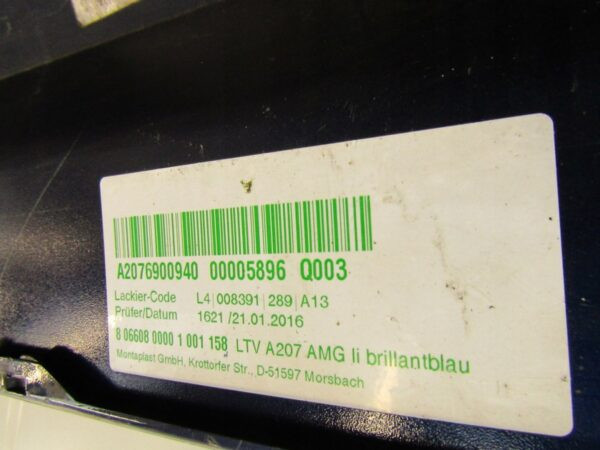 A2076900940 00005896 Q003
Lackier-Code L4|008391|289|A13
Prüfer/Datum 1621 /21.01.2016
8 06608 0000 1 001 158 LTV A207 AMG li brillantblau
Montaplast GmbH, Krottorfer Str., D-51597 Morsbach